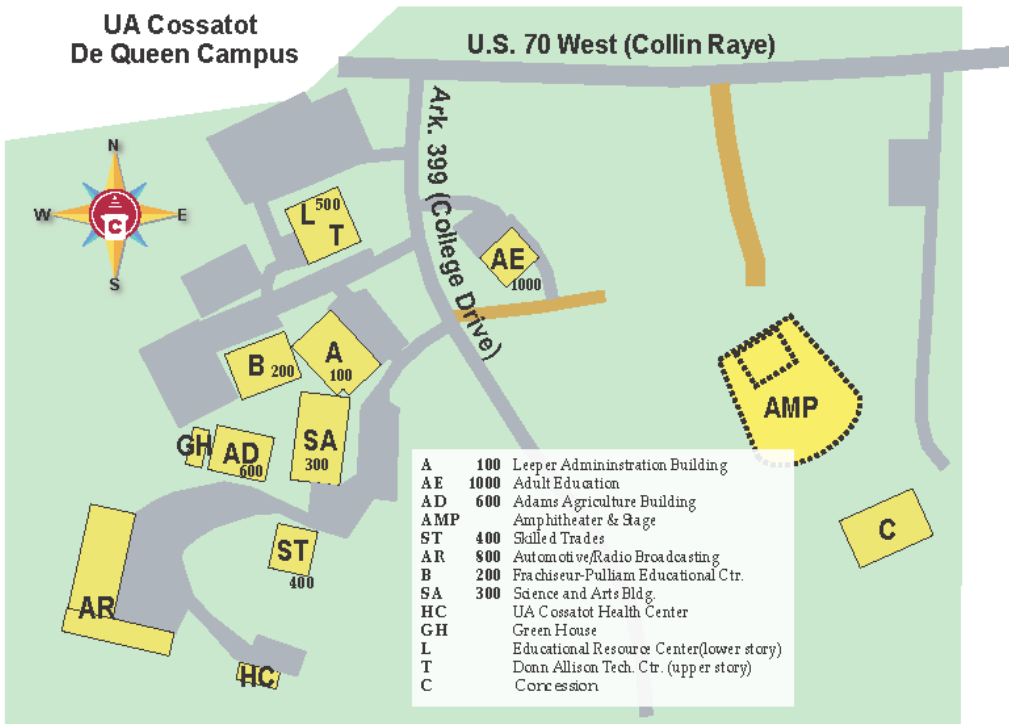 UA Cossatot
De Queen Campus
U.S. 70 West (Collin Raye)
Ark. 399 (College Drive)
N
W
E
S
C
L 500
T
AE
1000
B 200
A
100
GH
AD
600
SA
300
AMP
ST
400
AR
HC
C
A 100 Leeper Admininstration Building
AE 1000 Adult Education
AD 600 Adams Agriculture Building
AMP Amphitheater & Stage
ST 400 Skilled Trades
AR 800 Automotive/Radio Broadcasting
B 200 Frachiseur-Pulliam Educational Ctr.
SA 300 Science and Arts Bldg.
HC UA Cossatot Health Center
GH Green House
L Educational Resource Center(lower story)
T Donn Allison Tech. Ctr. (upper story)
C Concession